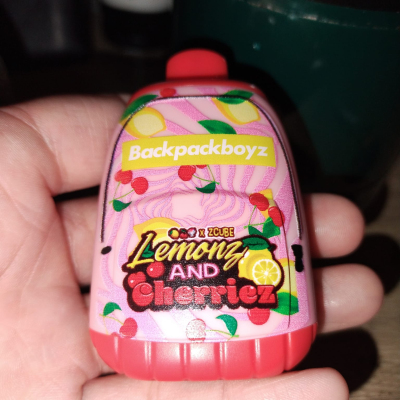 Backpackboyz
x ZCUBE
Lemonz
AND
Cherriez